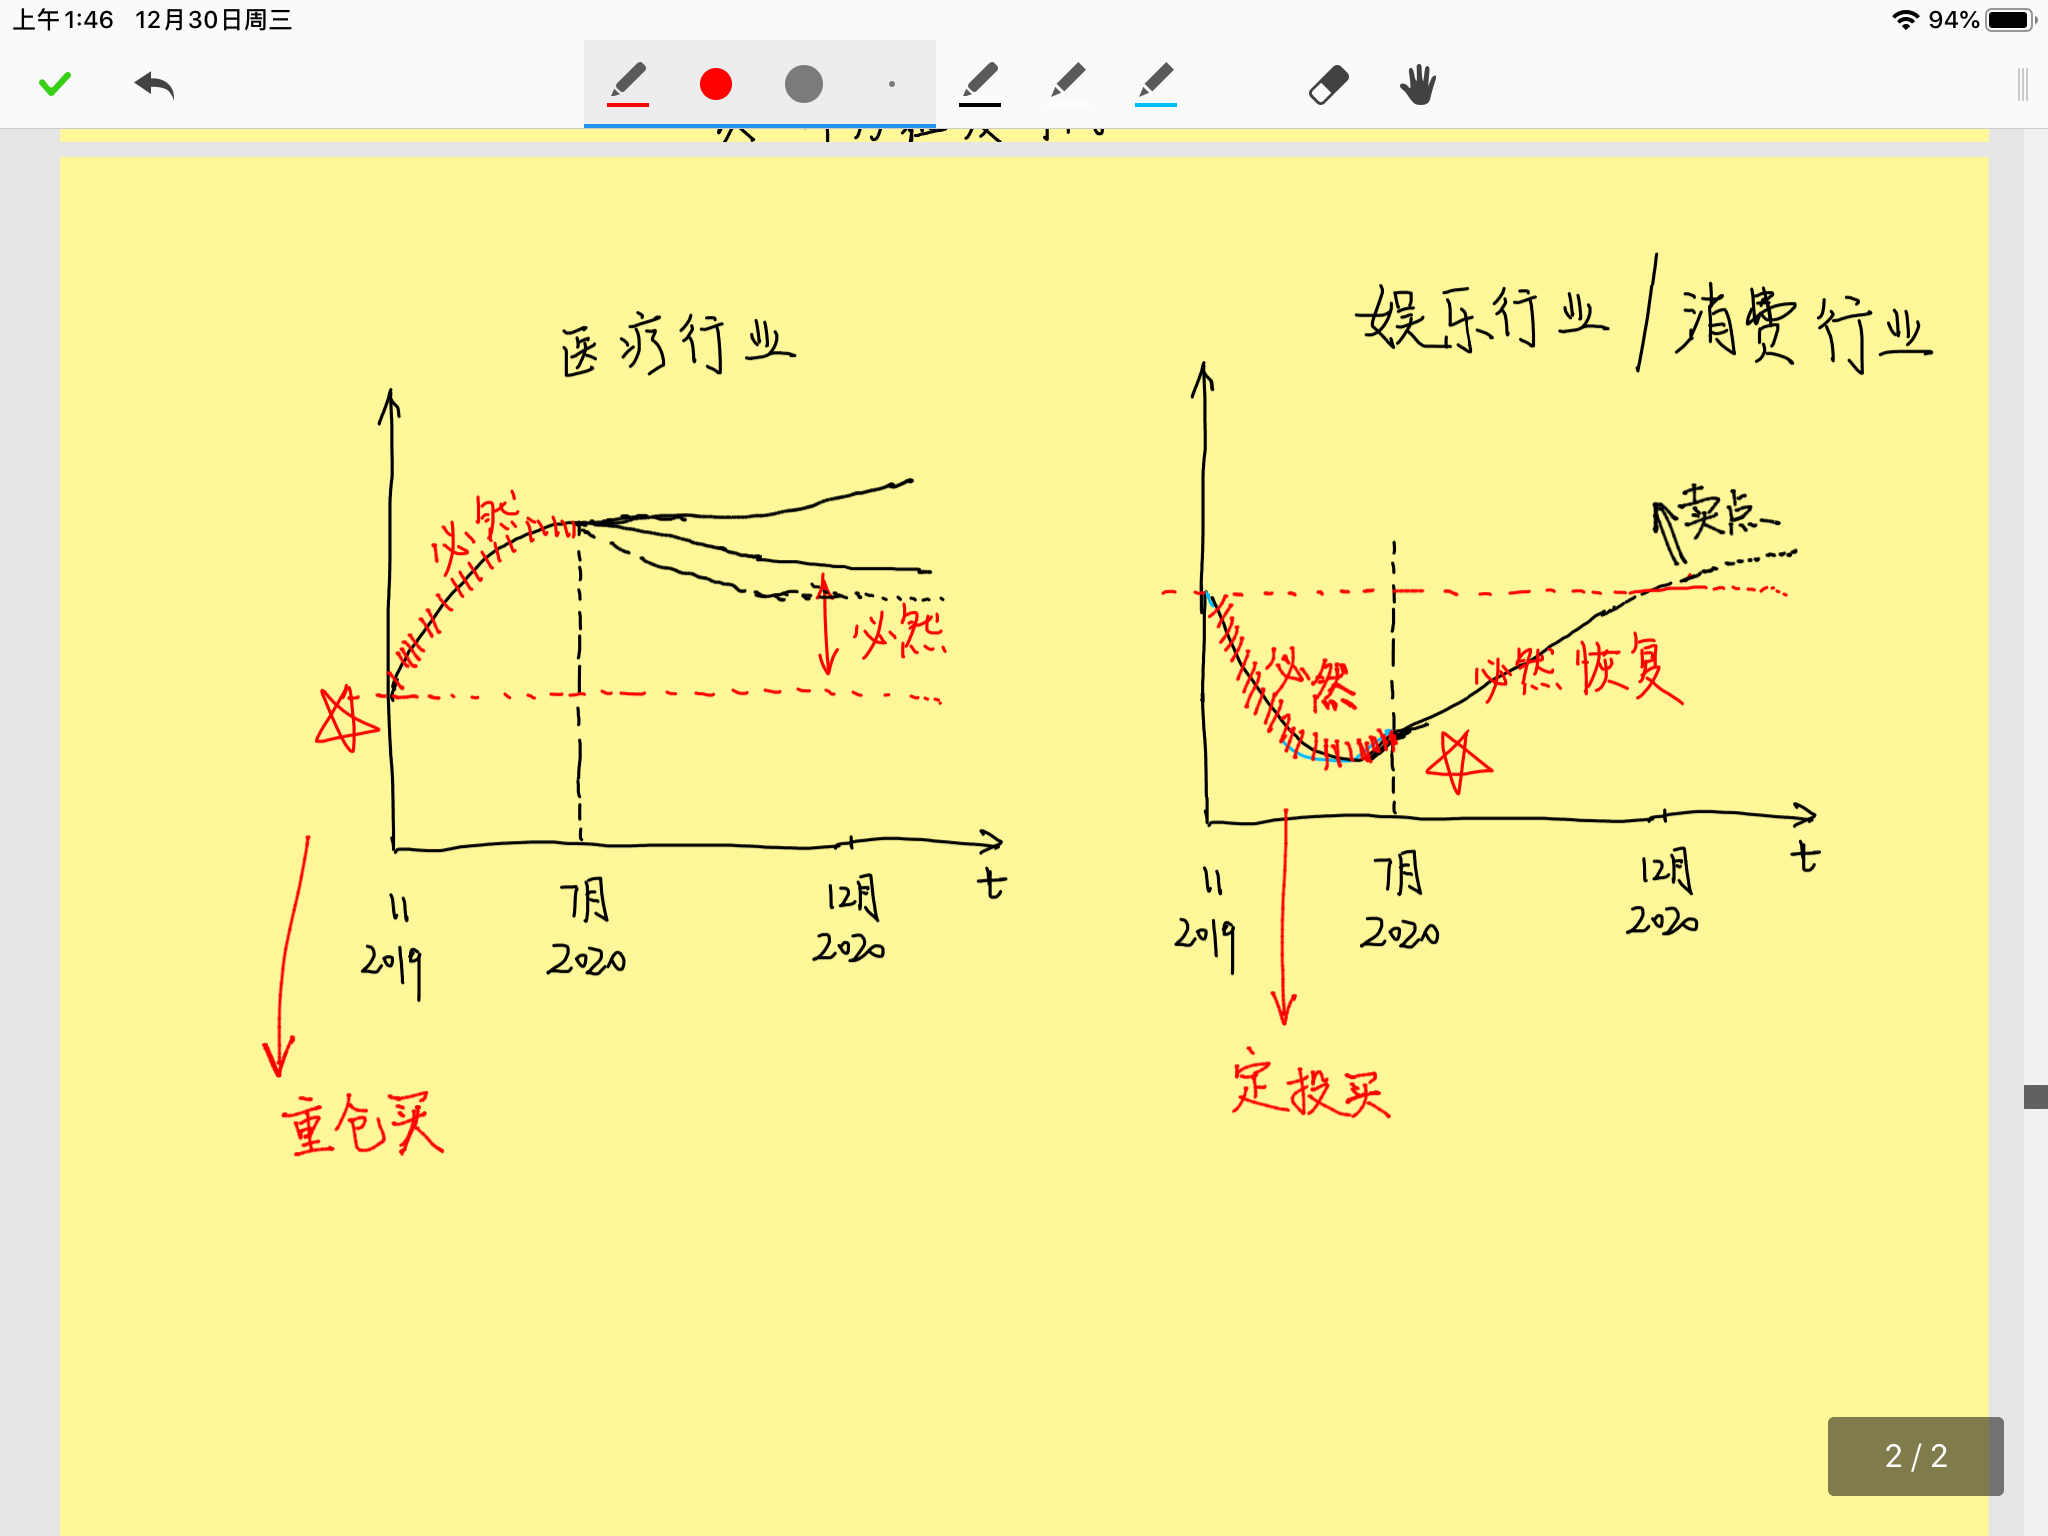 上午1:46 12月30日周三
94%
医疗行业
娱乐行业/消费行业
必然
卖点
必然
必然
必然恢复
t
t
11
2019
7月
2020
12月
2020
11
2019
7月
2020
12月
2020
重仓买
定投买
2 / 2